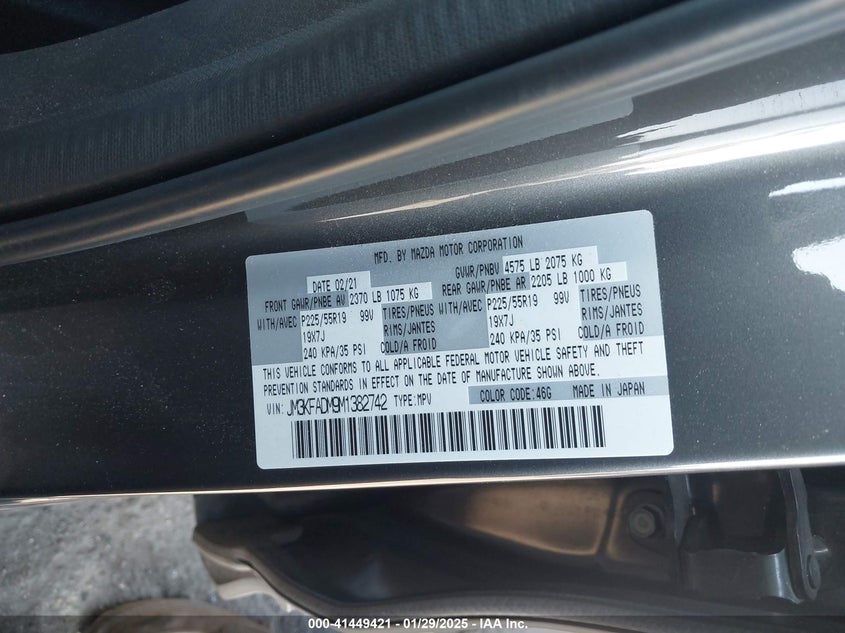 MFD. BY MAZDA MOTOR CORPORATION
DATE 02/21 GVWR/PNBV 4575 LB 2075 KG
FRONT GAWR/PNBE AV 2370 LB 1075 KG REAR GAWR/PNBE AR 2205 LB 1000 KG
WITH/AVEC P225/55R19 99V TIRES/PNEUS WITH/AVEC P225/55R19 99V TIRES/PNEUS
19X7J RIMS/JANTES 19X7J RIMS/JANTES
240 KPA/35 PSI COLD/A FROID 240 KPA/35 PSI COLD/A FROID
THIS VEHICLE CONFORMS TO ALL APPLICABLE FEDERAL MOTOR VEHICLE SAFETY AND THEFT
PREVENTION STANDARDS IN EFFECT ON THE DATE OF MANUFACTURE SHOWN ABOVE.
VIN: JM3KFADM9M1382742 TYPE:MPV COLOR CODE:46G MADE IN JAPAN
000-41449421 - 01/29/2025 - IAA Inc.